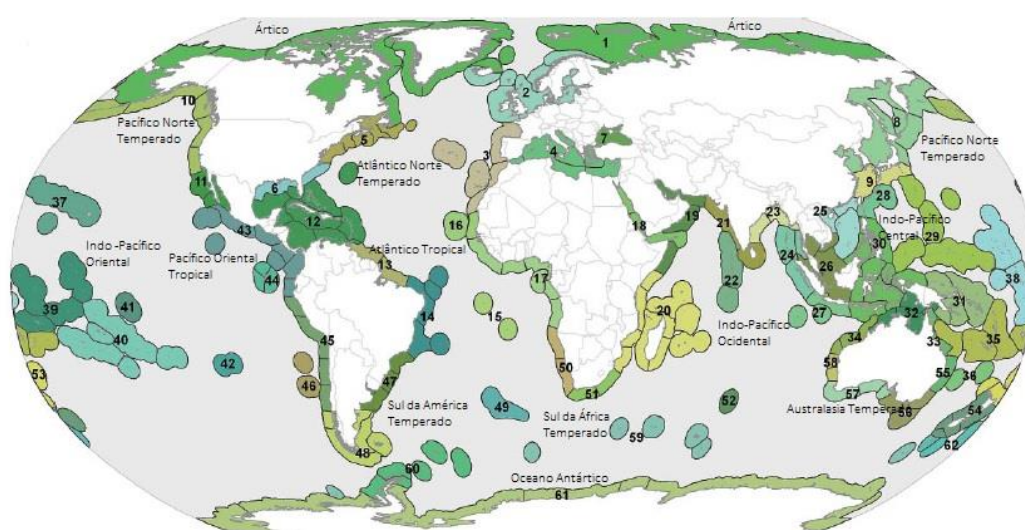 Ártico
Ártico
1
2
10
8
Pacífico Norte
Temperado
Pacífico Norte
Temperado
5
7
3
4
Atlântico Norte
Temperado
9
11
6
28
37
12
16
18
19
21
23
25
43
Indo-Pacífico
Central
29
30
Indo -Pacífico
Oriental
Pacífico Oriental
Tropical
Atlântico Tropical
13
24
26
38
44
17
22
39
41
14
15
20
27
32
31
40
45
Indo-Pacífico
Ocidental
34
33
35
42
46
47
50
58
53
51
55
36
49
52
57
Sul da América
Temperado
Sul da África
Temperado
Australasia Temperado
56
54
59
62
48
60
Oceano Antártico
61